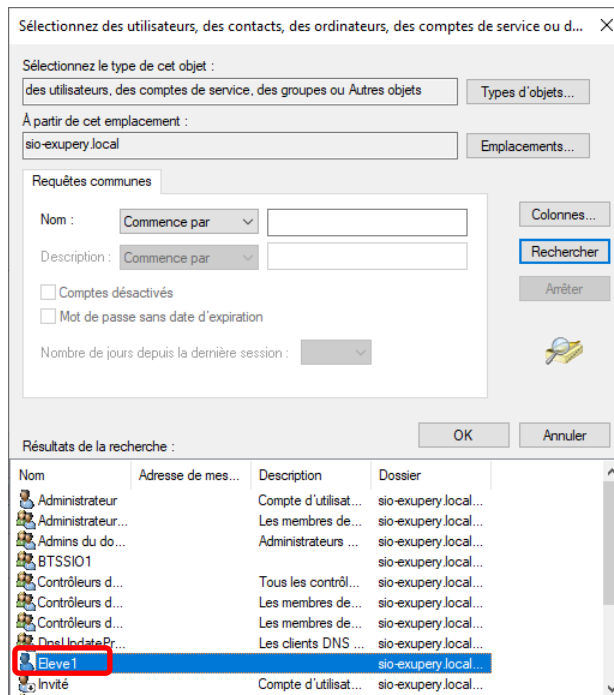 Sélectionnez des utilisateurs, des contacts, des ordinateurs, des comptes de service ou d...
Sélectionnez le type de cet objet :
des utilisateurs, des comptes de service, des groupes ou Autres objets
Types d'objets...
À partir de cet emplacement :
sio-exupery.local
Emplacements...
Requêtes communes
Nom :
Commence par
Colonnes...
Description :
Commence par
Rechercher
Comptes désactivés
Arrêter
Mot de passe sans date d'expiration
Nombre de jours depuis la dernière session :
OK
Annuler
Résultats de la recherche :
Nom Adresse de mes... Description Dossier
Administrateur Compte d'utilisat... sio-exupery.local...
Administrateur... Les membres de... sio-exupery.local...
Admins du do... Administrateurs ... sio-exupery.local...
BTSSIO1 sio-exupery.local...
Contrôleurs d... Tous les contrôl... sio-exupery.local...
Contrôleurs d... Les membres de... sio-exupery.local...
Contrôleurs d... Les membres de... sio-exupery.local...
DnsUpdatePr... Les clients DNS ... sio-exupery.local...
Eleve1 sio-exupery.local...
Invité Compte d'utilisat... sio-exupery.local...